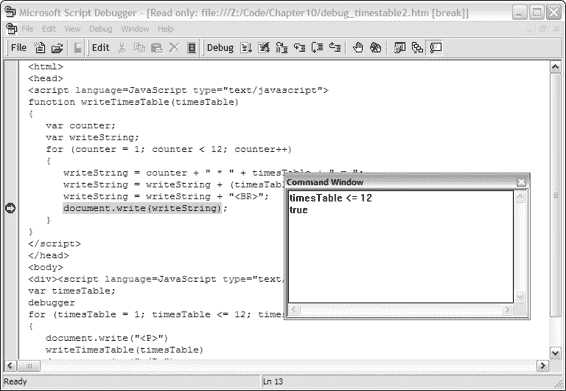 Microsoft Script Debugger - [Read only: file:///Z:/Code/Chapter10/debug_timestable2.htm [break]]
File Edit View Debug Window Help
File Edit Debug
<html>
<head>
<script language=JavaScript type="text/javascript">
function writeTimesTable(timesTable)
{
var counter;
var writeString;
for (counter = 1; counter < 12; counter++)
{
writeString = counter + " * " + timesTable + " = ";
writeString = writeString + (timesTabl
writeString = writeString + "<BR>";
document.write(writeString);
}
}
</script>
</head>
<body>
<div><script language=JavaScript type="text/
var timesTable;
debugger
for (timesTable = 1; timesTable <= 12; times
{
document.write("<P>")
writeTimesTable(timesTable)
Command Window
timesTable <= 12
true
Ready Ln 13